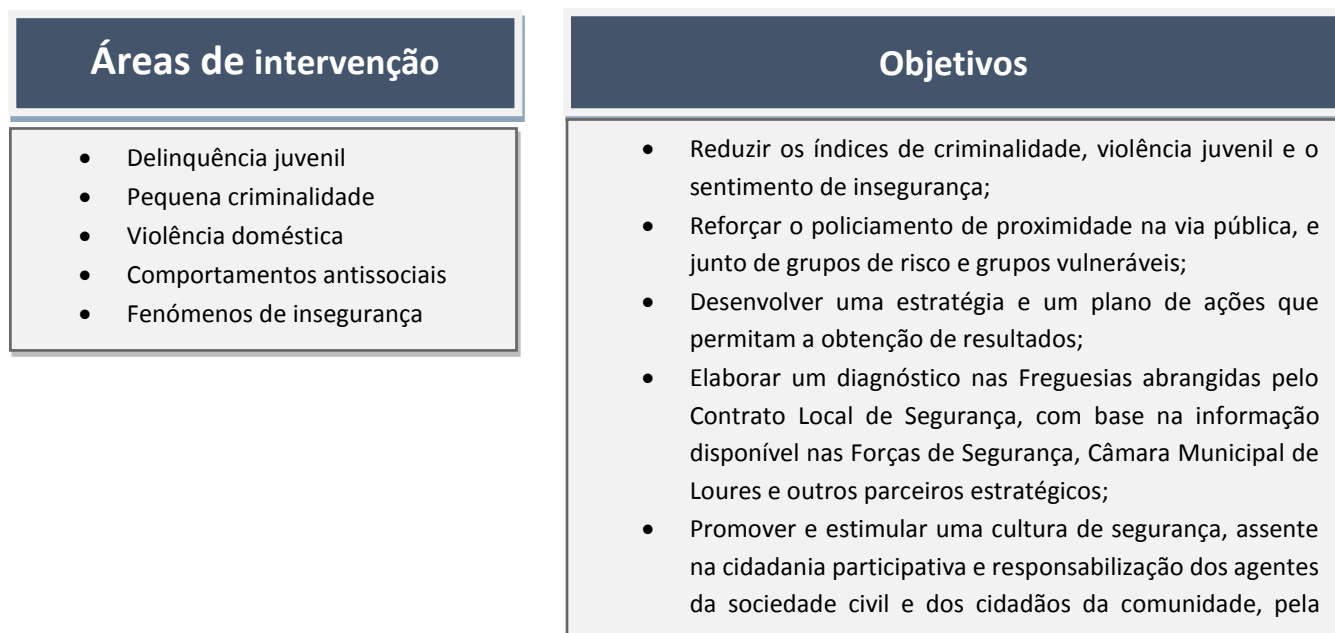 Áreas de intervenção
• Delinquência juvenil
• Pequena criminalidade
• Violência doméstica
• Comportamentos antissociais
• Fenómenos de insegurança
Objetivos
• Reduzir os índices de criminalidade, violência juvenil e o
sentimento de insegurança;
• Reforçar o policiamento de proximidade na via pública, e
junto de grupos de risco e grupos vulneráveis;
• Desenvolver uma estratégia e um plano de ações que
permitam a obtenção de resultados;
• Elaborar um diagnóstico nas Freguesias abrangidas pelo
Contrato Local de Segurança, com base na informação
disponível nas Forças de Segurança, Câmara Municipal de
Loures e outros parceiros estratégicos;
• Promover e estimular uma cultura de segurança, assente
na cidadania participativa e responsabilização dos agentes
da sociedade civil e dos cidadãos da comunidade, pela